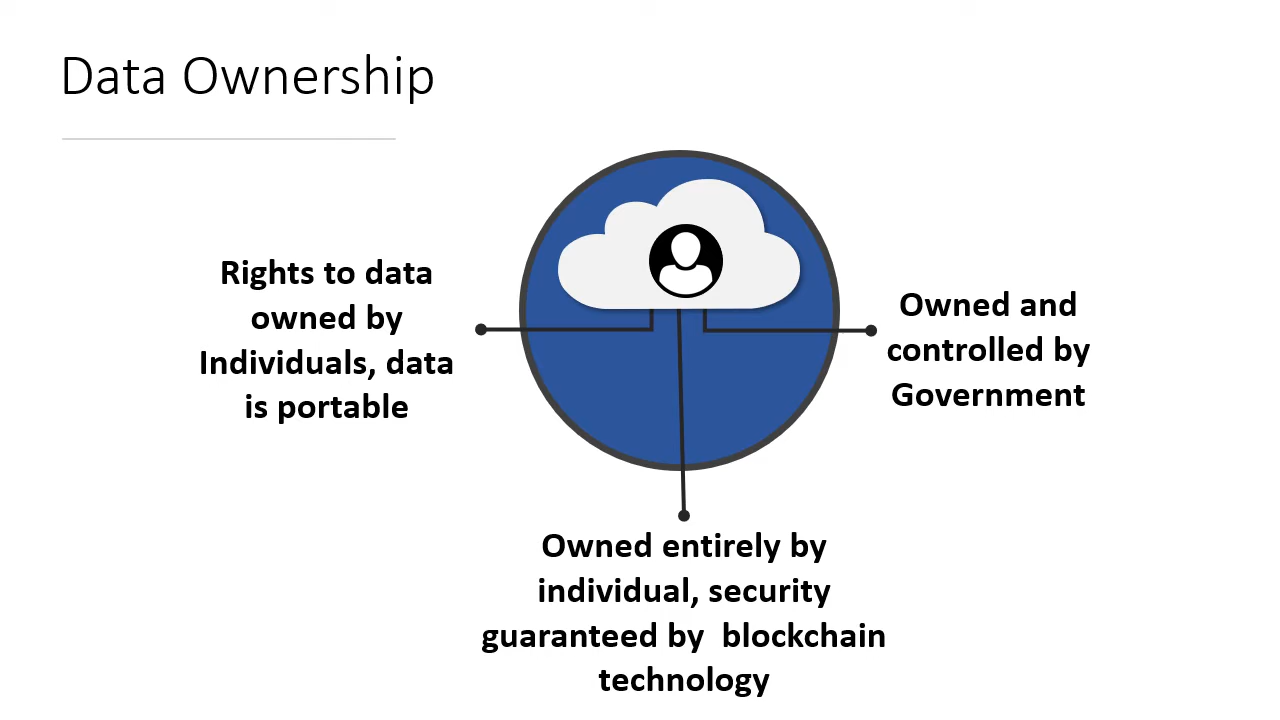 Data Ownership
Rights to data
owned by
Individuals, data
is portable
Owned and
controlled by
Government
Owned entirely by
individual, security
guaranteed by  blockchain
technology